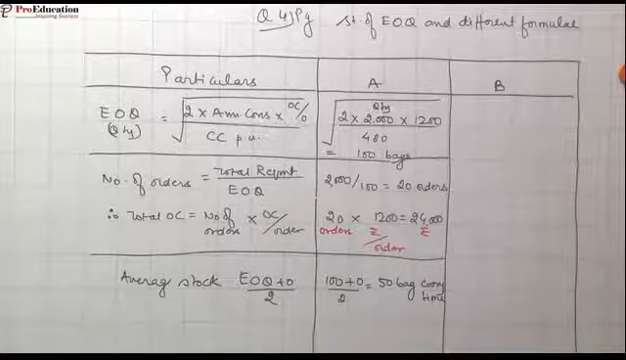 ProEducation
Inspiring Success
Q 4) Pg St. of EOQ and different formulae
Particulars A B
EOQ (Qty) = √ 2 x Ann Cons x OC/O / CC p.u. √ Qty 2 x 2,000 x 1200 / 480
= 100 bags
No. of orders = Total Reqmt / EOQ 2000/100 = 20 orders
∴ Total OC = No of orders x OC/order 20 orders x 1200 ₹/order = 24,000 ₹
Average stock EOQ+0 / 2 100+0 / 2 = 50 bag every time